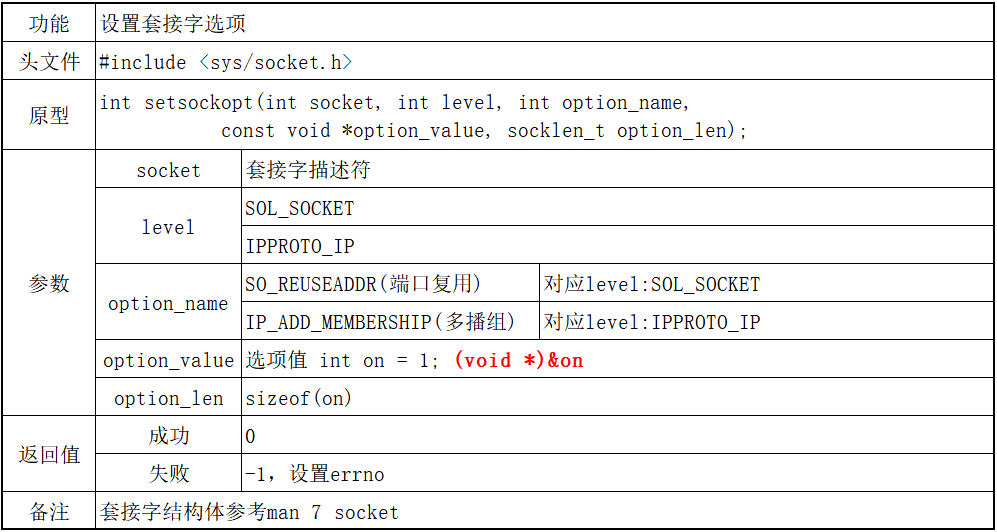 功能 设置套接字选项
头文件 #include <sys/socket.h>
原型 int setsockopt(int socket, int level, int option_name,
const void *option_value, socklen_t option_len);
参数 socket 套接字描述符
level SOL_SOCKET
IPPROTO_IP
option_name SO_REUSEADDR(端口复用) 对应level:SOL_SOCKET
IP_ADD_MEMBERSHIP(多播组) 对应level:IPPROTO_IP
option_value 选项值 int on = 1; (void *)&on
option_len sizeof(on)
返回值 成功 0
失败 -1，设置errno
备注 套接字结构体参考man 7 socket